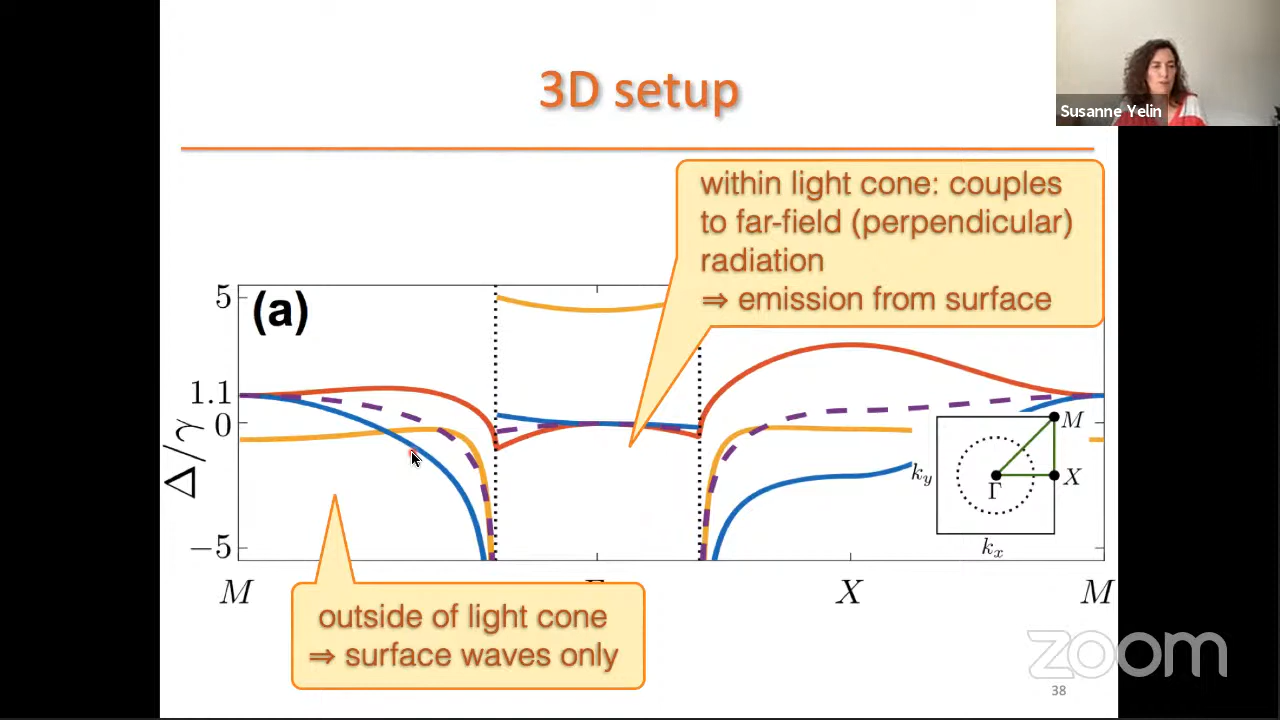 3D setup
Susanne Yelin
within light cone: couples
to far-field (perpendicular)
radiation
⇒ emission from surface
(a)
5
1.1
0
−5
Δ/γ
M
X
M
M
X
Γ
k_y
k_x
outside of light cone
⇒ surface waves only
zoom
38